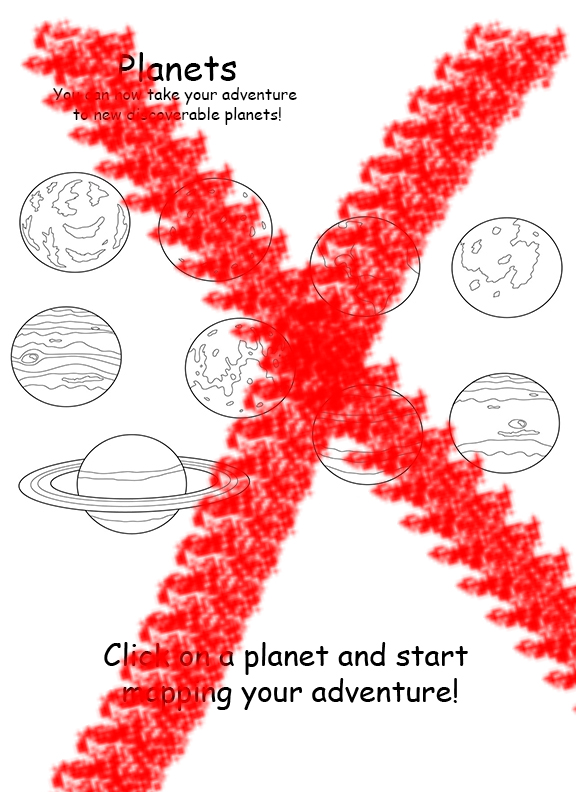 Planets
You can now take your adventure
to new discoverable planets!
Click on a planet and start
mapping your adventure!